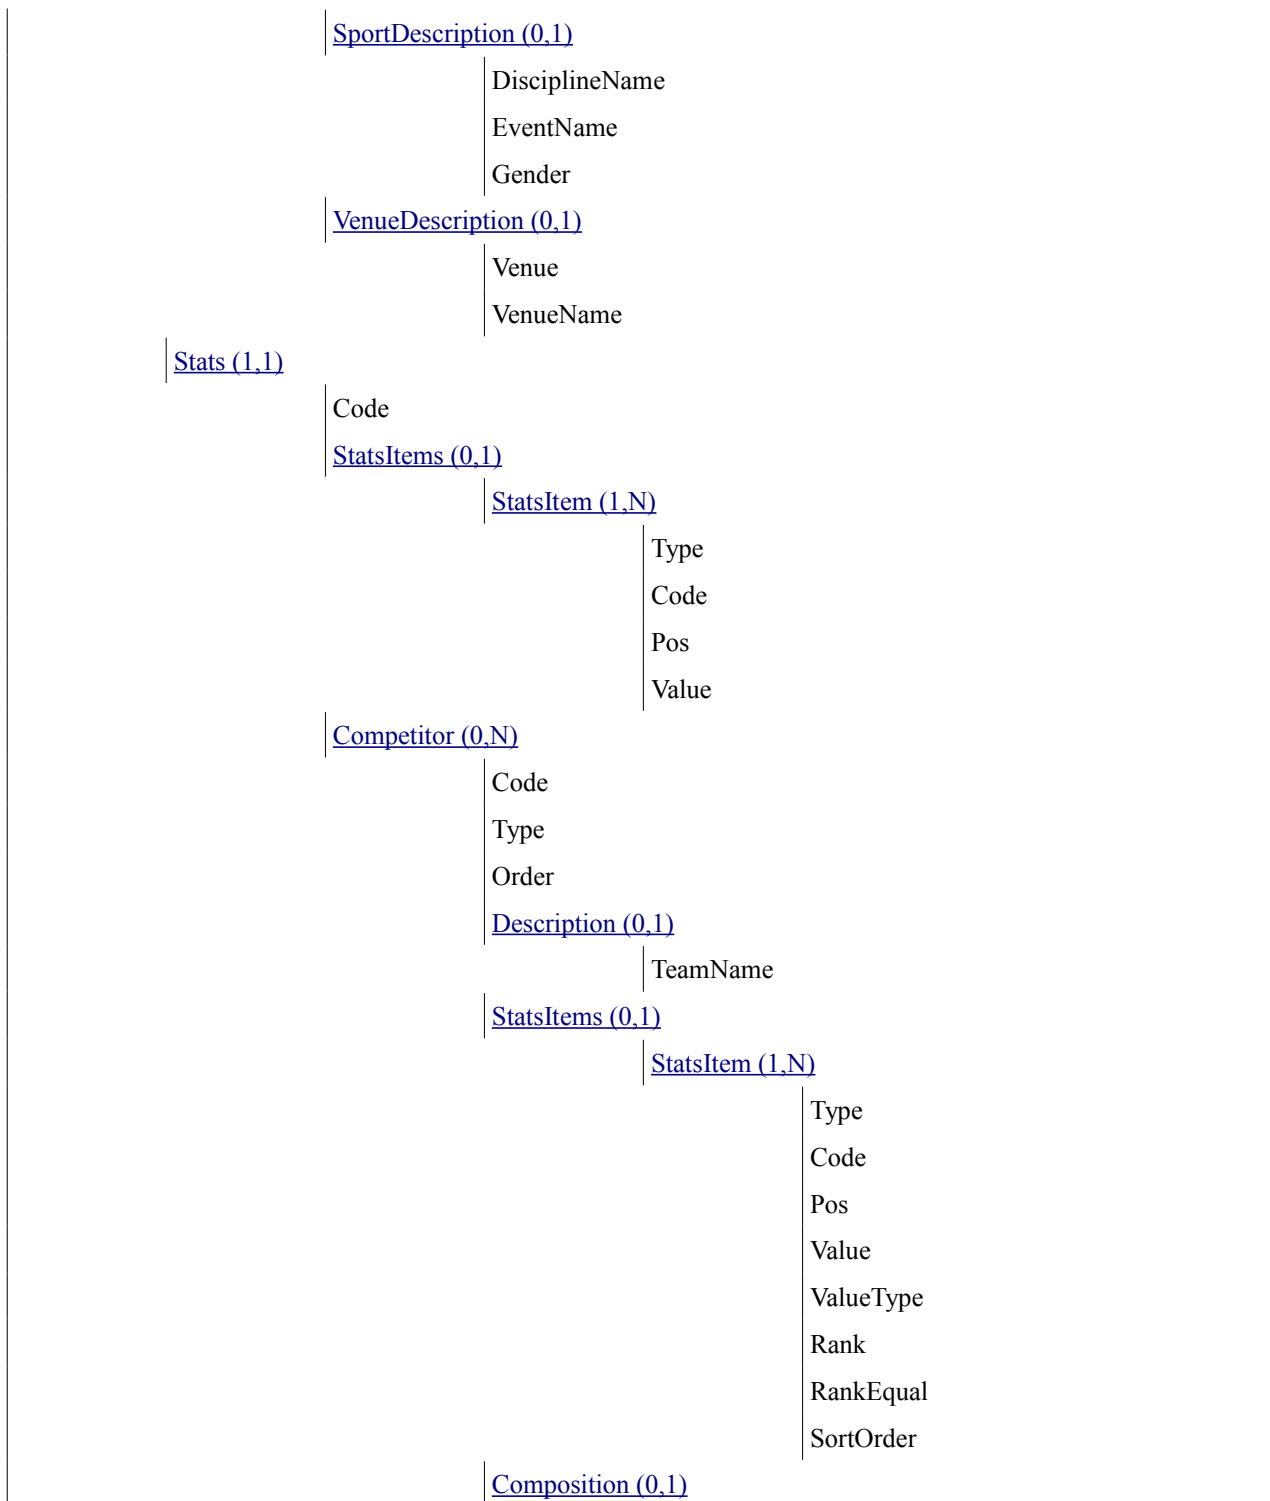 SportDescription (0,1)
DisciplineName
EventName
Gender
VenueDescription (0,1)
Venue
VenueName
Stats (1,1)
Code
StatsItems (0,1)
StatsItem (1,N)
Type
Code
Pos
Value
Competitor (0,N)
Code
Type
Order
Description (0,1)
TeamName
StatsItems (0,1)
StatsItem (1,N)
Type
Code
Pos
Value
ValueType
Rank
RankEqual
SortOrder
Composition (0,1)